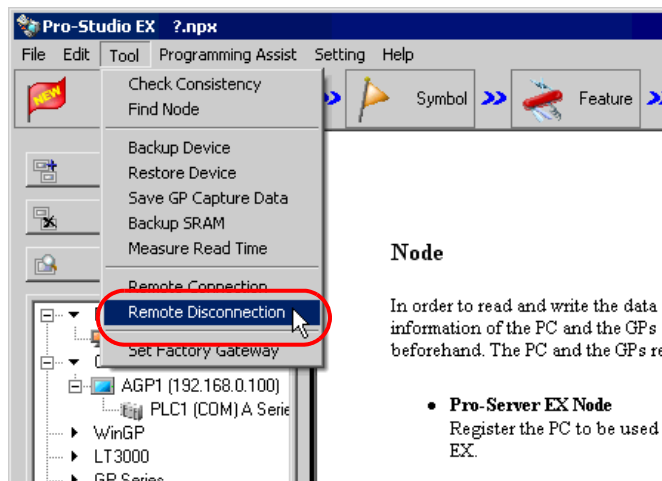 Pro-Studio EX ?.npx
File Edit Tool Programming Assist Setting Help
NEW
Symbol
Feature
Check Consistency
Find Node
Backup Device
Restore Device
Save GP Capture Data
Backup SRAM
Measure Read Time
Remote Connection
Remote Disconnection
Set Factory Gateway
AGP1 (192.168.0.100)
PLC1 (COM) A Serie
WinGP
LT3000
GP Series
Node
In order to read and write the data
information of the PC and the GPs
beforehand. The PC and the GPs re
• Pro-Server EX Node
Register the PC to be used
EX.